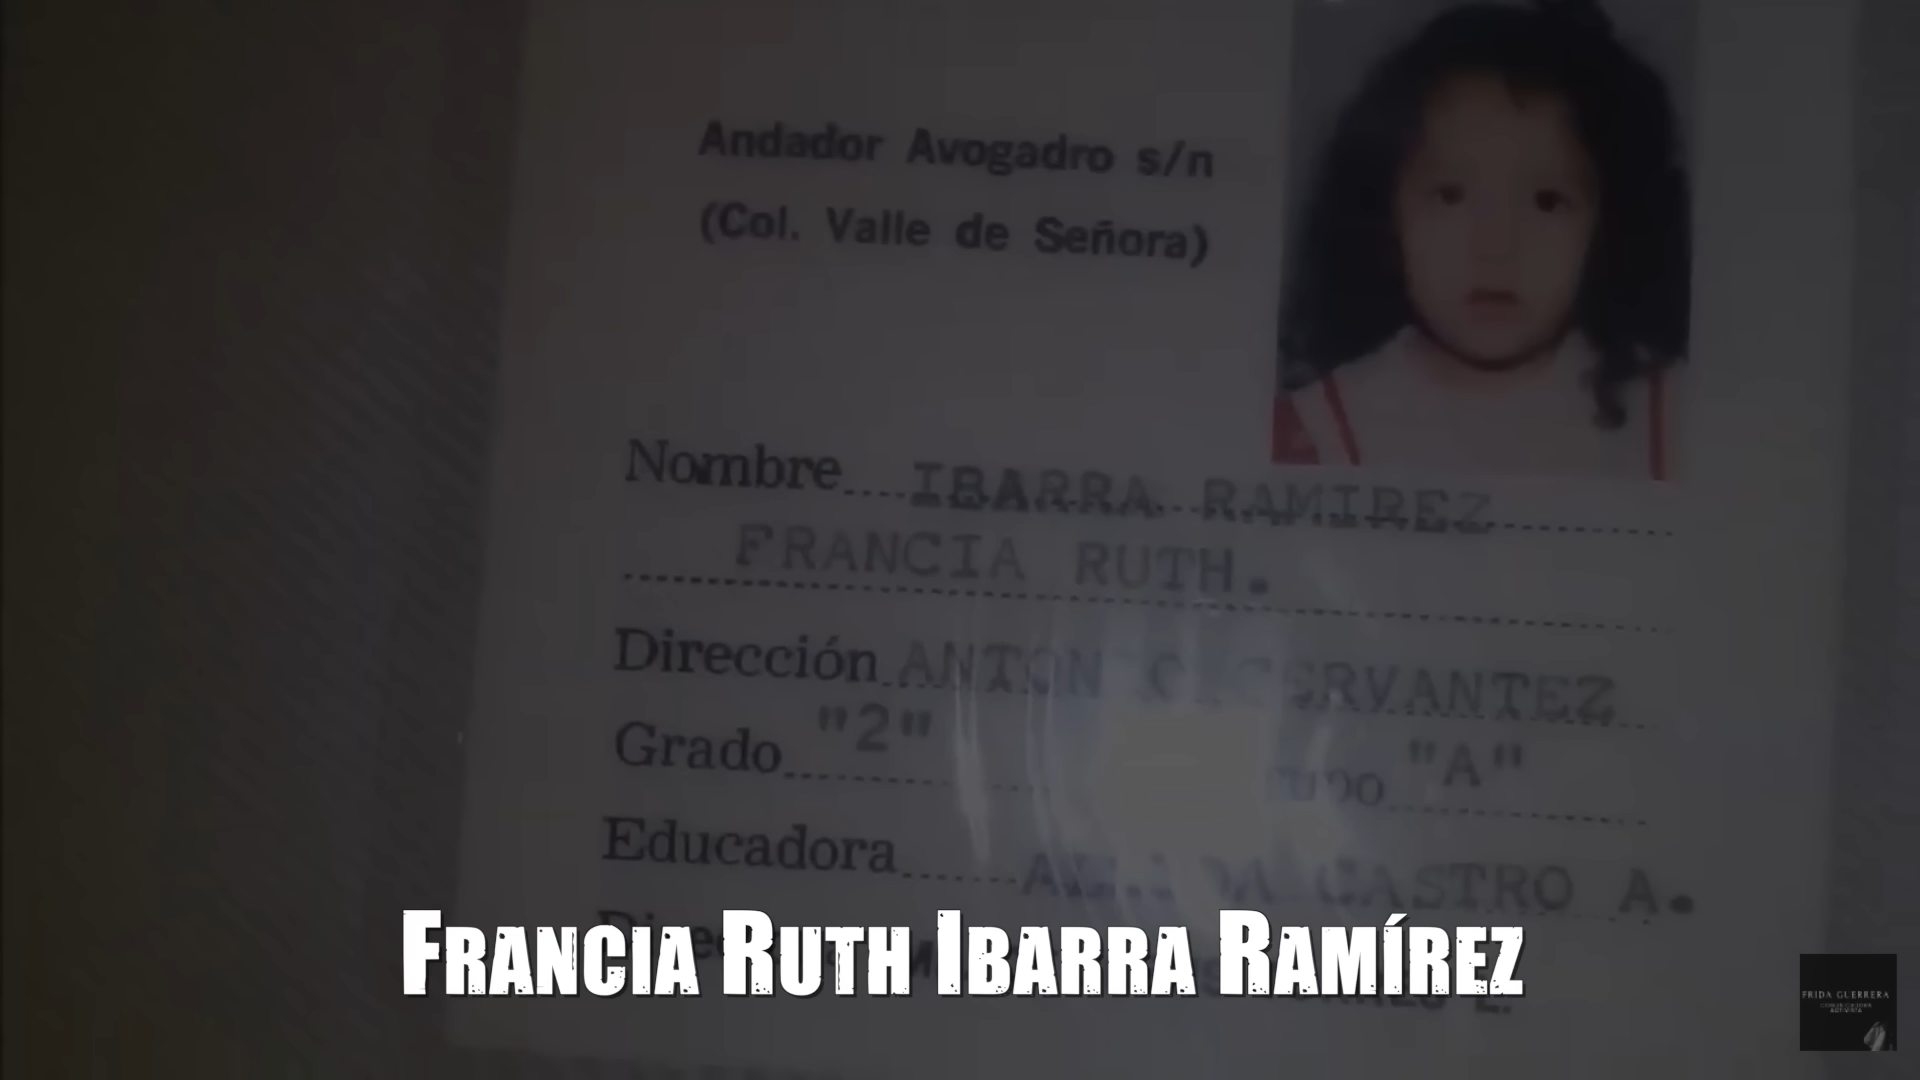 Andador Avogadro s/n
(Col. Valle de Señora)
Nombre IBARRA RAMIREZ
FRANCIA RUTH.
Dirección CERVANTEZ
Grado "2" "A"
Educadora CASTRO A.
FRANCIA RUTH IBARRA RAMÍREZ
FRIDA GUERRERA